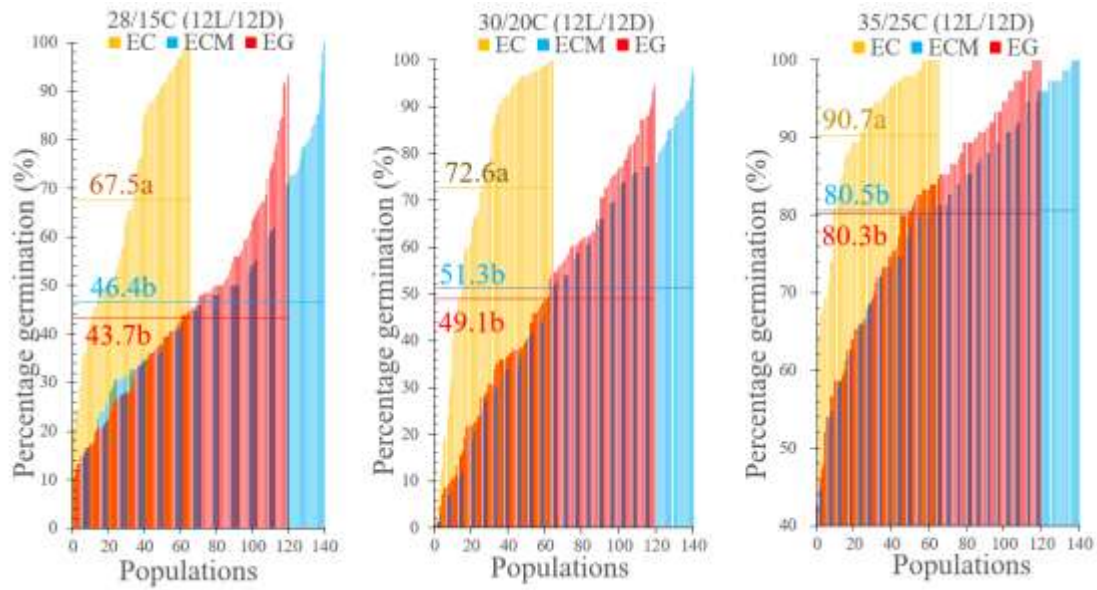 28/15C (12L/12D)
EC ECM EG
Percentage germination (%)
100
90
80
70
60
50
40
30
20
10
0
67.5a
46.4b
43.7b
0 20 40 60 80 100 120 140
Populations
30/20C (12L/12D)
EC ECM EG
Percentage germination (%)
100
90
80
70
60
50
40
30
20
10
0
72.6a
51.3b
49.1b
0 20 40 60 80 100 120 140
Populations
35/25C (12L/12D)
EC ECM EG
Percentage germination (%)
100
90
80
70
60
50
40
90.7a
80.5b
80.3b
0 20 40 60 80 100 120 140
Populations